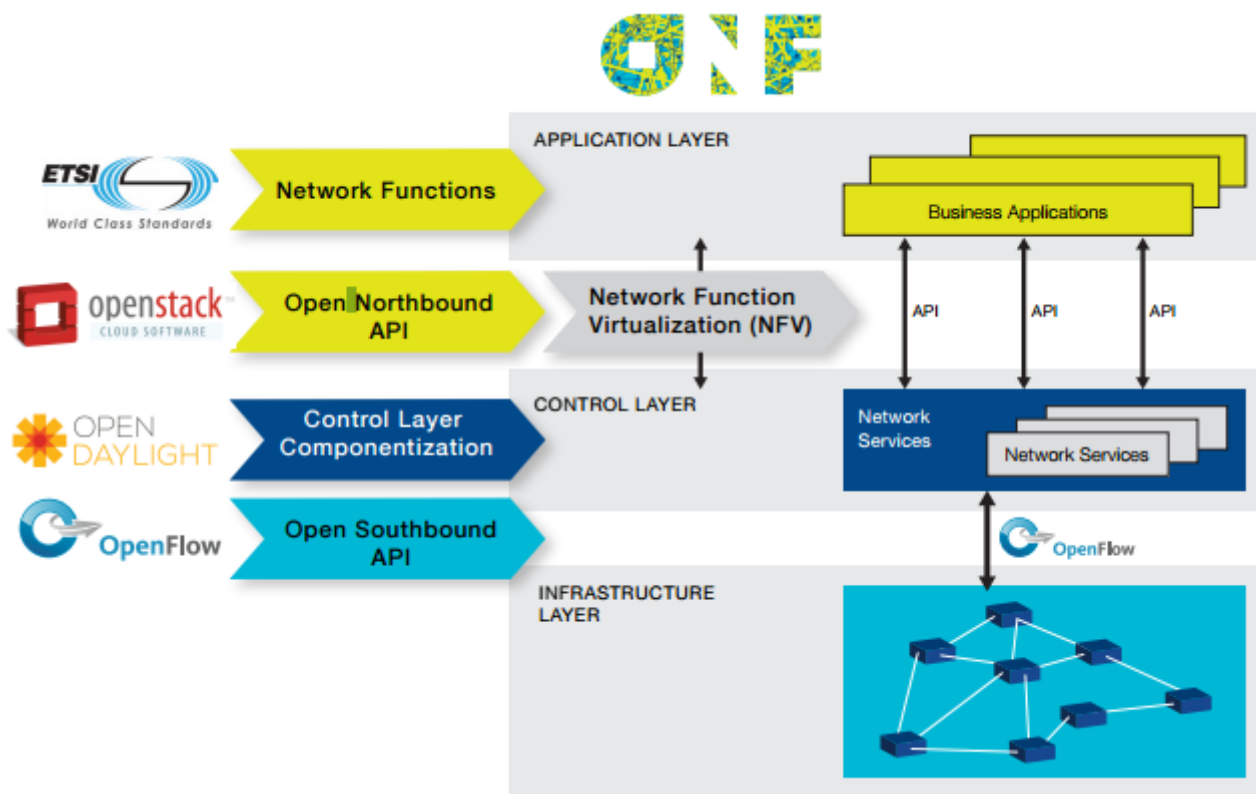 ONF
APPLICATION LAYER
ETSI
World Class Standards
Network Functions
Business Applications
openstack™
CLOUD SOFTWARE
Open Northbound
API
Network Function
Virtualization (NFV)
API
API
API
CONTROL LAYER
OPEN
DAYLIGHT
Control Layer
Componentization
Network
Services
Network Services
OpenFlow
Open Southbound
API
OpenFlow
INFRASTRUCTURE
LAYER